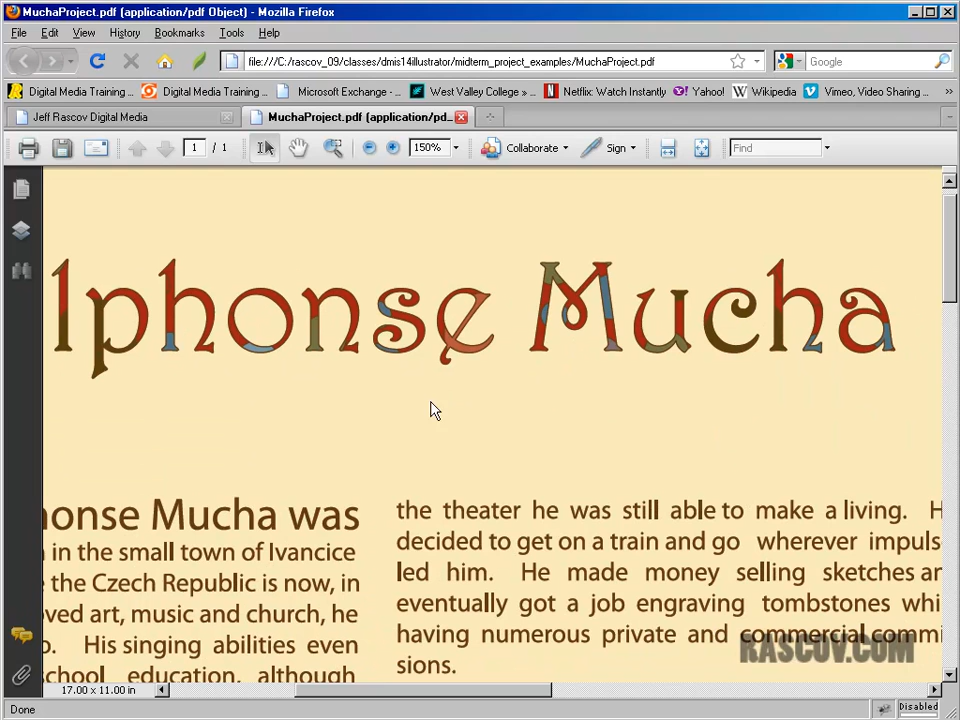 MuchaProject.pdf (application/pdf Object) - Mozilla Firefox
File Edit View History Bookmarks Tools Help
file:///C:/rascov_09/classes/dmis14illustrator/midterm_project_examples/MuchaProject.pdf Google
Digital Media Training ... Digital Media Training ... Microsoft Exchange - ... West Valley College » ... Netflix: Watch Instantly Yahoo! Wikipedia Vimeo, Video Sharing ... »
Jeff Rascov Digital Media MuchaProject.pdf (application/pd...
1 / 1 150% Collaborate Sign Find
lphonse Mucha
honse Mucha was
in the small town of Ivancice
the Czech Republic is now, in
oved art, music and church, he
o. His singing abilities even
school education, although
the theater he was still able to make a living. H
decided to get on a train and go wherever impuls
led him. He made money selling sketches an
eventually got a job engraving tombstones whi
having numerous private and commercial commi
sions.
RASCOV.COM
17.00 x 11.00 in
Done Disabled